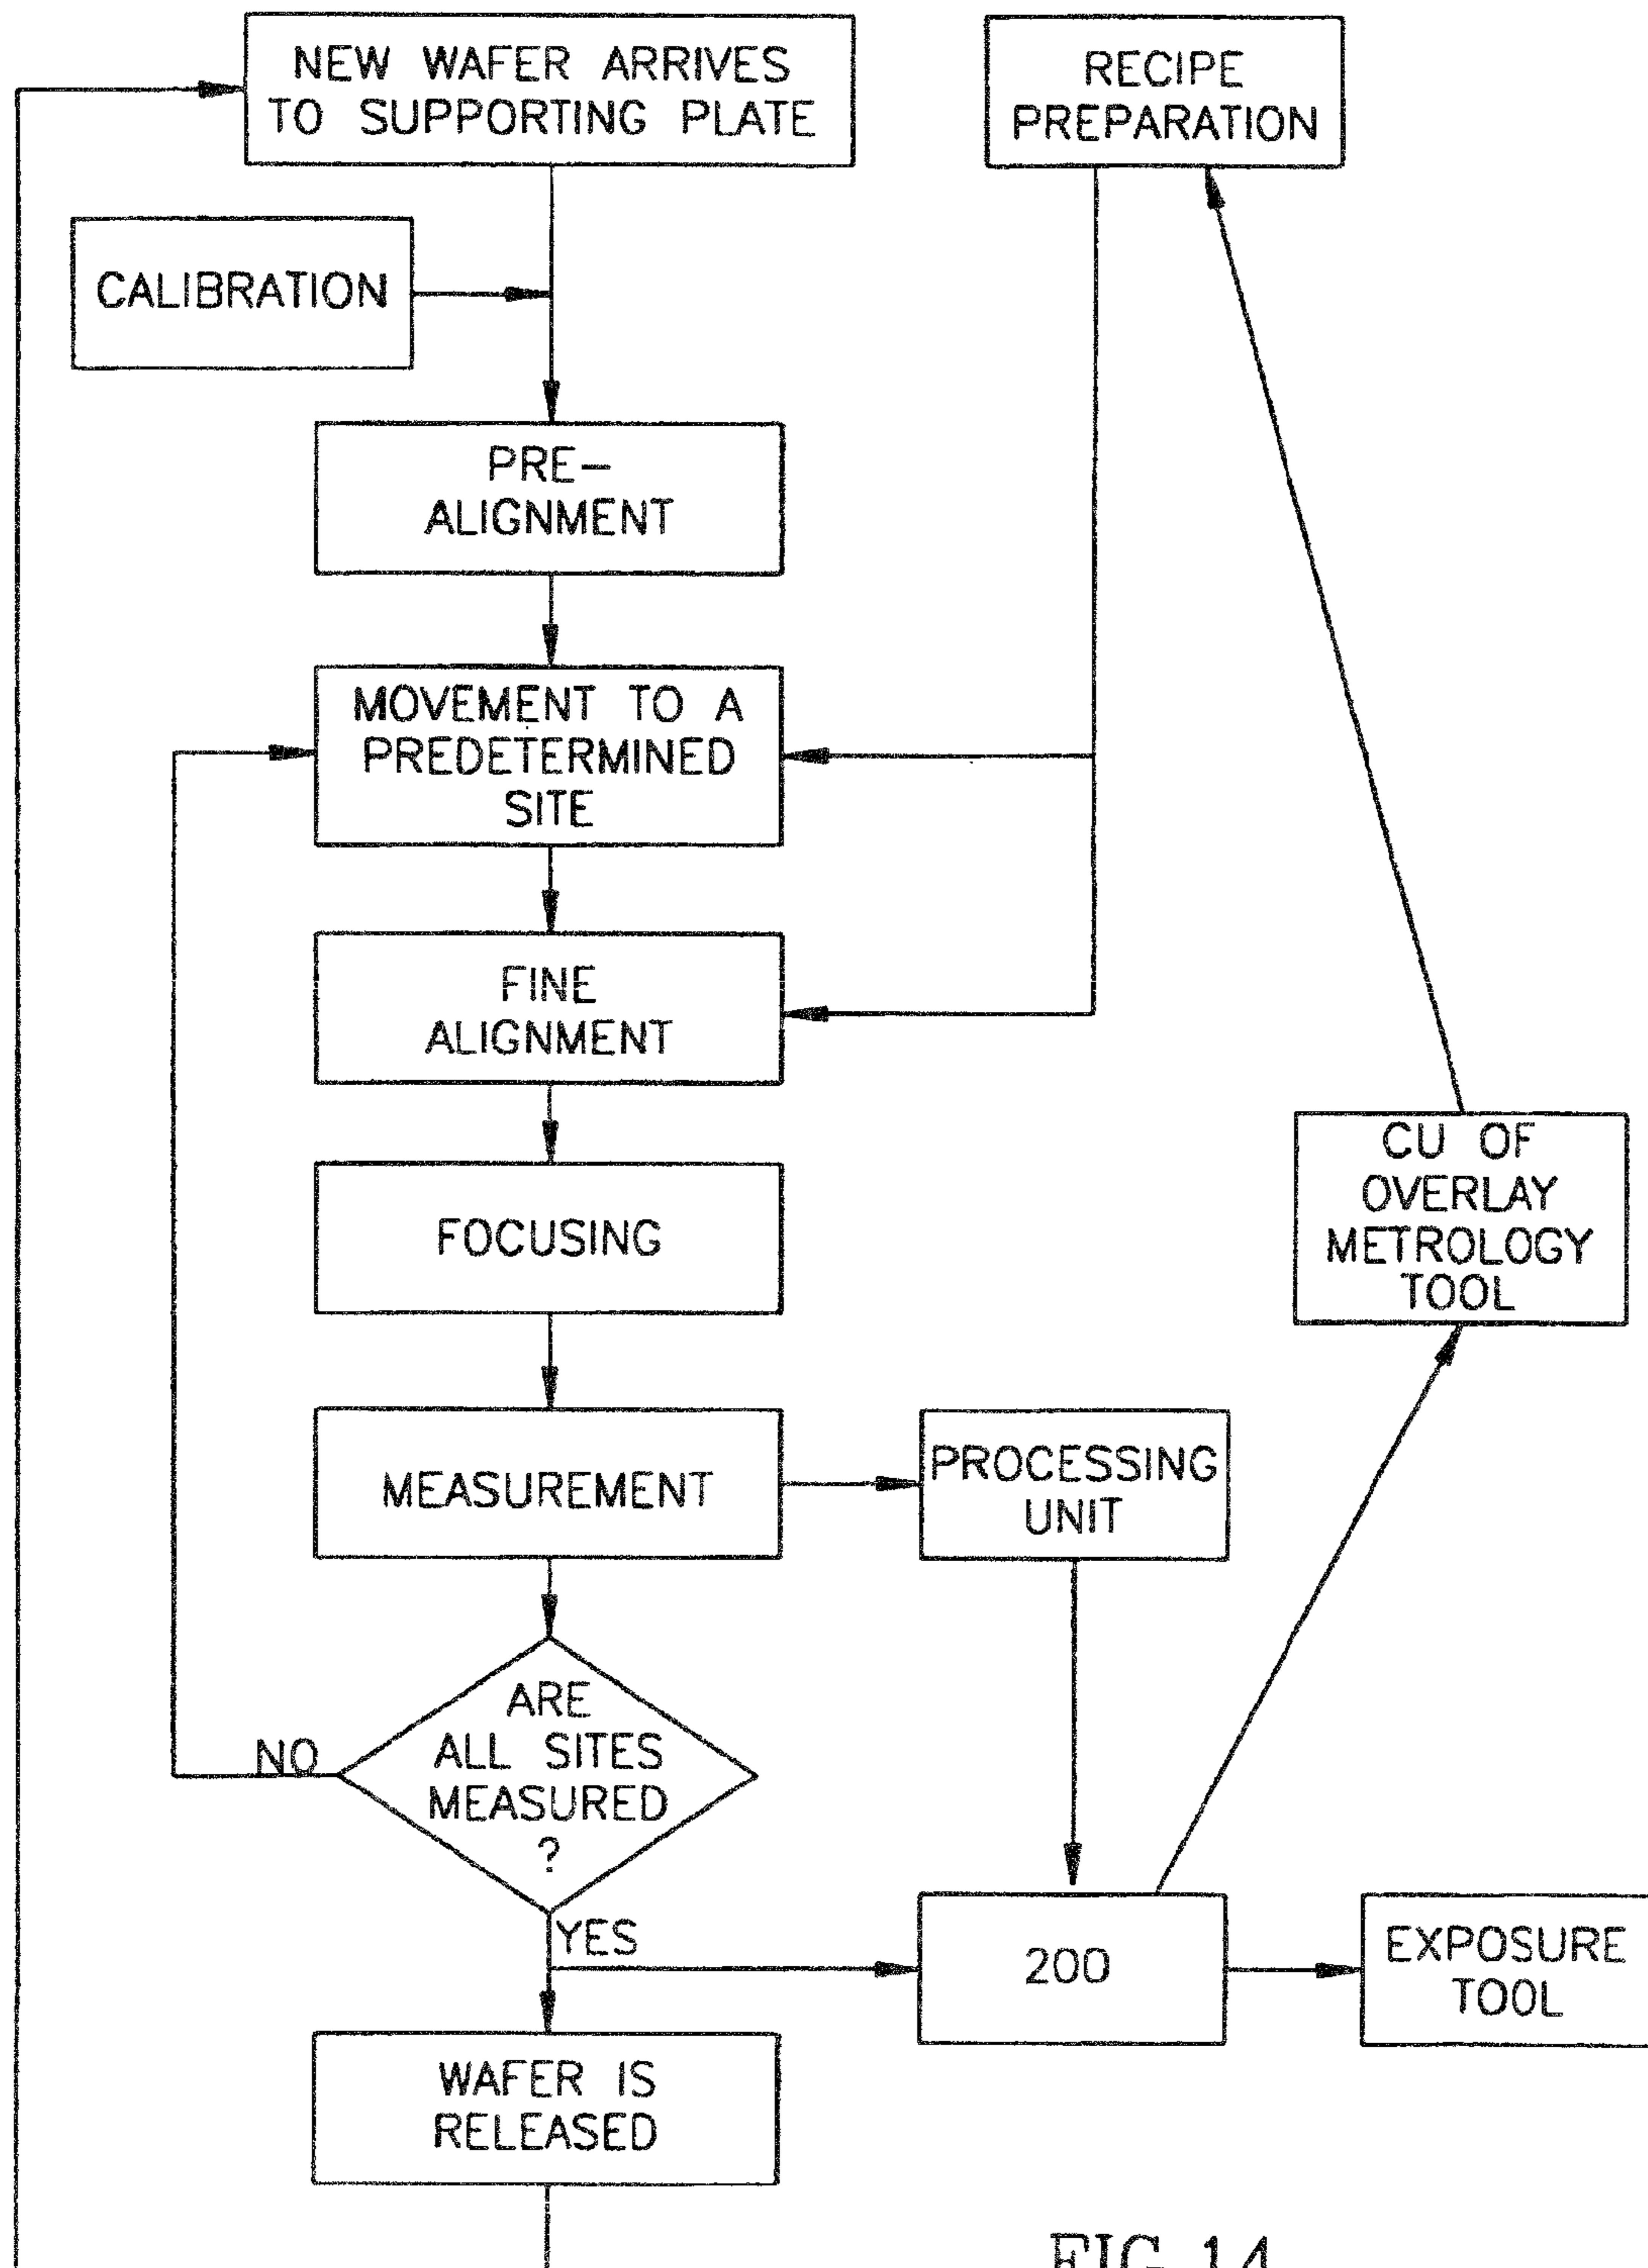 NEW WAFER ARRIVES
TO SUPPORTING PLATE
RECIPE
PREPARATION
CALIBRATION
PRE-
ALIGNMENT
MOVEMENT TO A
PREDETERMINED
SITE
FINE
ALIGNMENT
FOCUSING
CU OF
OVERLAY
METROLOGY
TOOL
MEASUREMENT
PROCESSING
UNIT
ARE
ALL SITES
MEASURED
?
NO
YES
200
EXPOSURE
TOOL
WAFER IS
RELEASED
FIG. 14